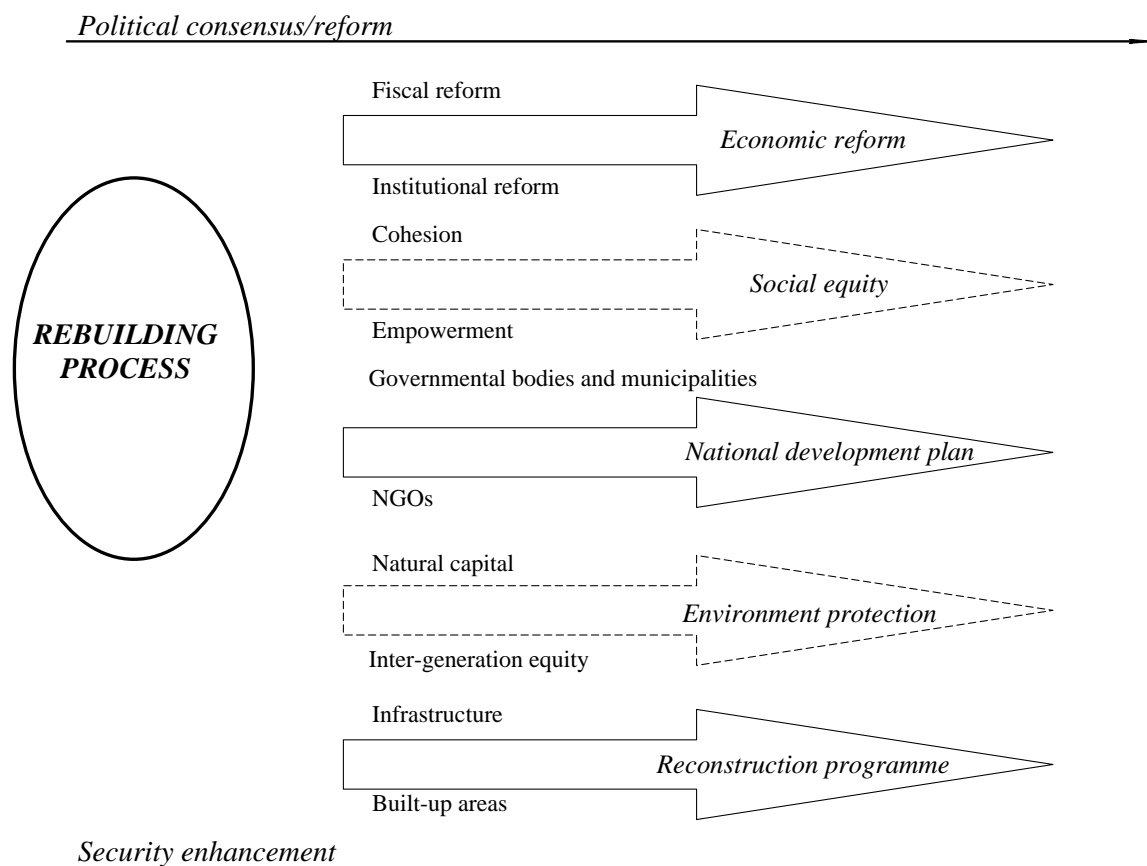 Political consensus/reform
Fiscal reform
Economic reform
Institutional reform
Cohesion
Social equity
Empowerment
REBUILDING
PROCESS
Governmental bodies and municipalities
National development plan
NGOs
Natural capital
Environment protection
Inter-generation equity
Infrastructure
Reconstruction programme
Built-up areas
Security enhancement